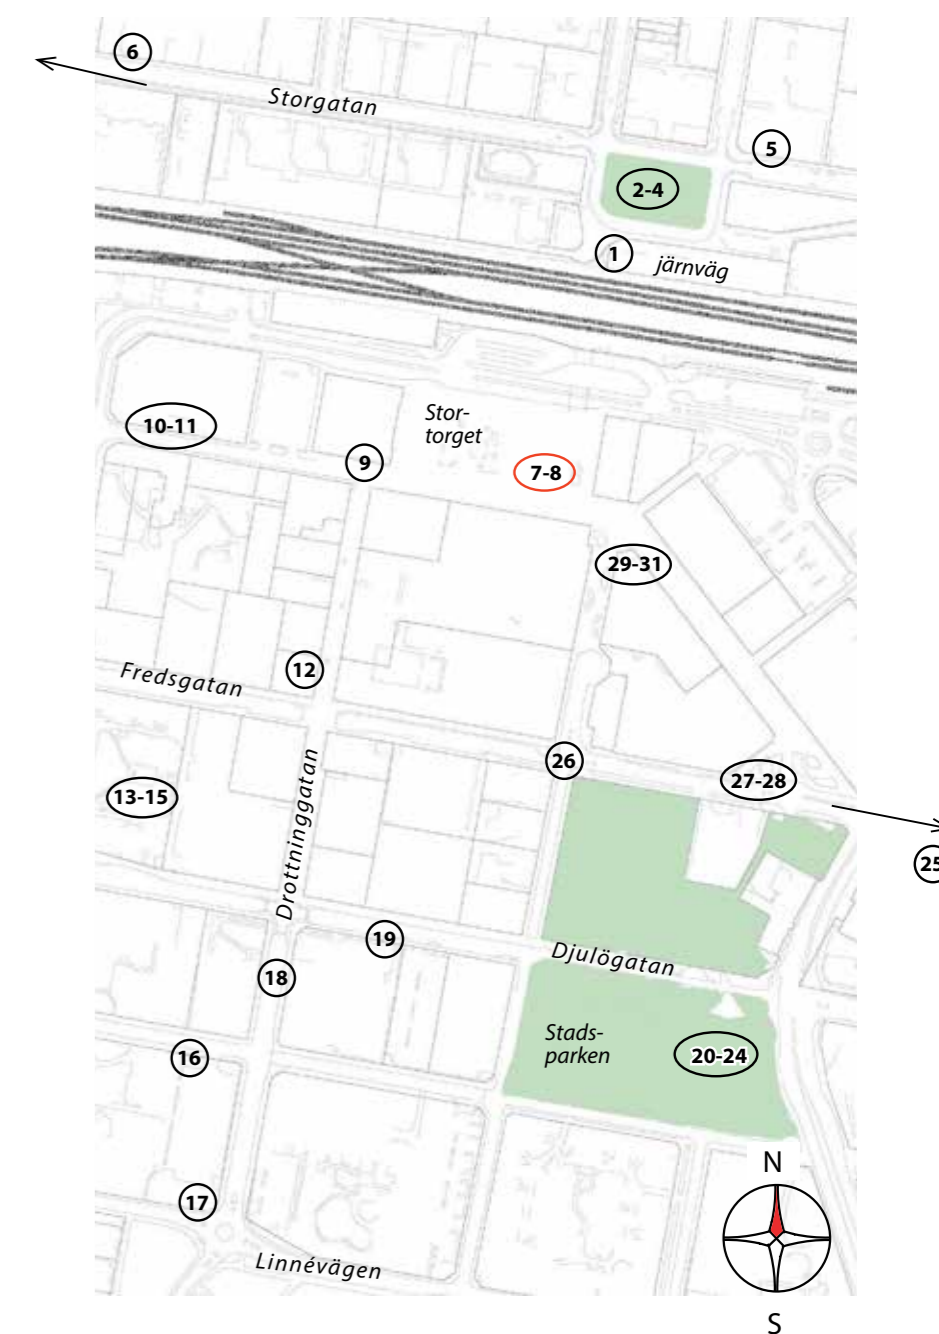 6
Storgatan
5
2-4
1
järnväg
Stor-
torget
10-11
9
7-8
29-31
12
Fredsgatan
26
27-28
13-15
Drottninggatan
25
19
Djulögatan
18
Stads-
parken
16
20-24
N
17
Linnévägen
S